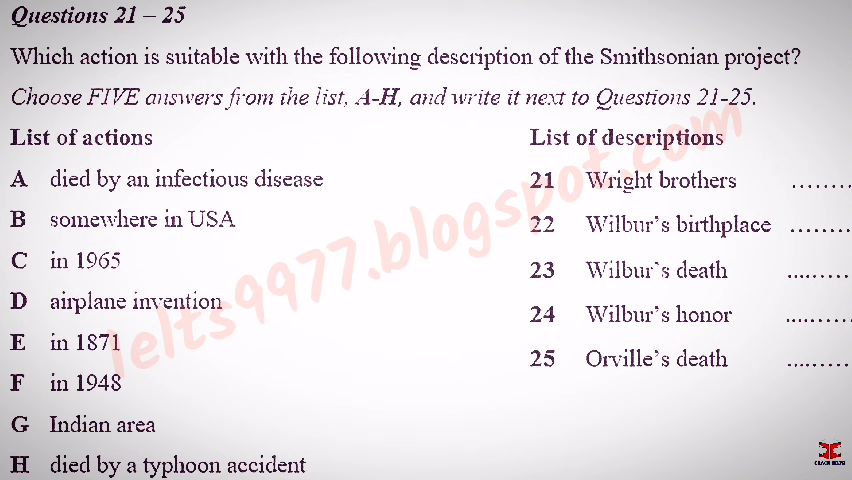 Questions 21 – 25
Which action is suitable with the following description of the Smithsonian project?
Choose FIVE answers from the list, A-H, and write it next to Questions 21-25.
List of actions
A died by an infectious disease
B somewhere in USA
C in 1965
D airplane invention
E in 1871
F in 1948
G Indian area
H died by a typhoon accident
List of descriptions
21 Wright brothers ........
22 Wilbur's birthplace ........
23 Wilbur's death ..........
24 Wilbur's honor ..........
25 Orville's death ..........
ielts9977.blogspot.com
CRACK IELTS